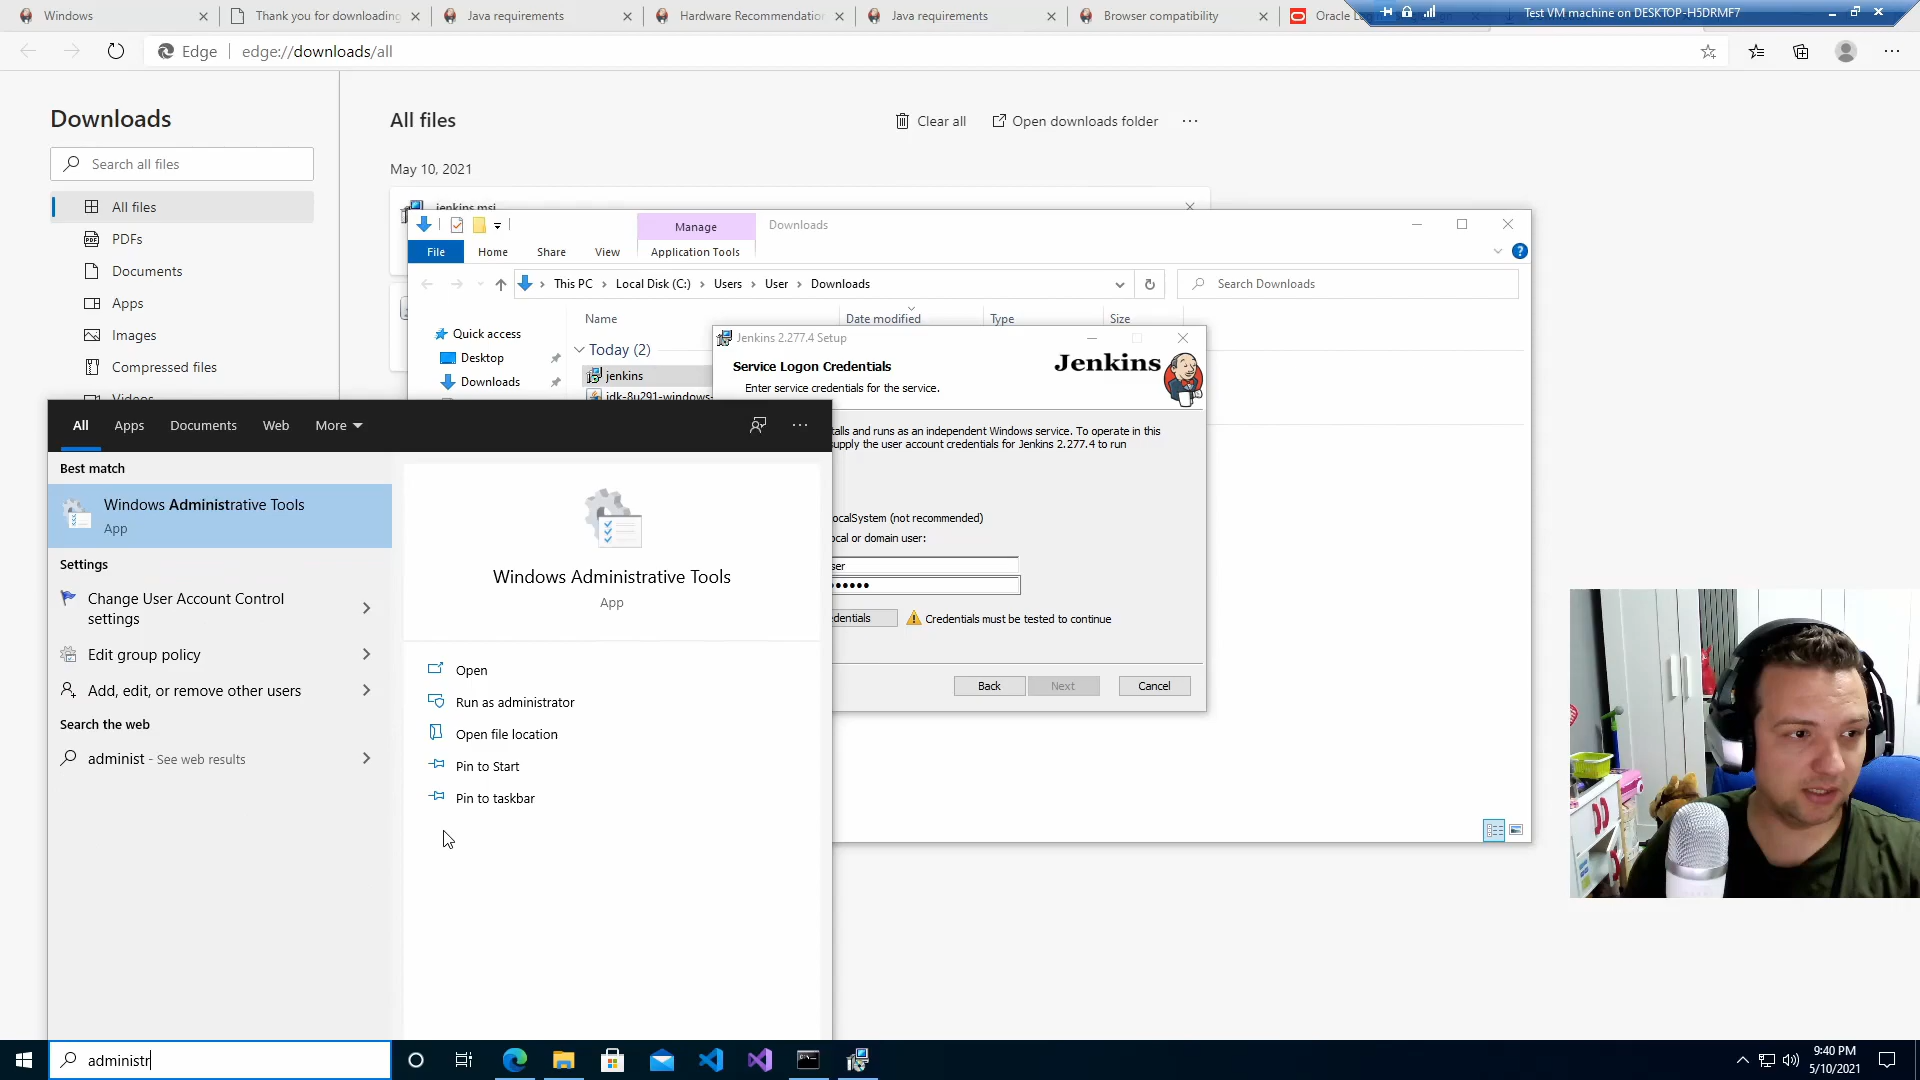 Windows
Thank you for downloading
Java requirements
Hardware Recommendation
Java requirements
Browser compatibility
Test VM machine on DESKTOP-H5DRMF7
Edge
edge://downloads/all
Downloads
Search all files
All files
PDFs
Documents
Apps
Images
Compressed files
All files
Clear all
Open downloads folder
May 10, 2021
jenkins.msi
Manage
Downloads
File
Home
Share
View
Application Tools
This PC
Local Disk (C:)
Users
User
Downloads
Search Downloads
Quick access
Desktop
Downloads
Name
Date modified
Type
Size
Today (2)
jenkins
jdk-8u291-windows-
Jenkins 2.277.4 Setup
Service Logon Credentials
Enter service credentials for the service.
Jenkins
talls and runs as an independent Windows service. To operate in this
supply the user account credentials for Jenkins 2.277.4 to run
ocalSystem (not recommended)
ocal or domain user:
ser
dentials
Credentials must be tested to continue
Back
Next
Cancel
All
Apps
Documents
Web
More
Best match
Windows Administrative Tools
App
Settings
Change User Account Control
settings
Edit group policy
Add, edit, or remove other users
Search the web
administ - See web results
Windows Administrative Tools
App
Open
Run as administrator
Open file location
Pin to Start
Pin to taskbar
administr
9:40 PM
5/10/2021